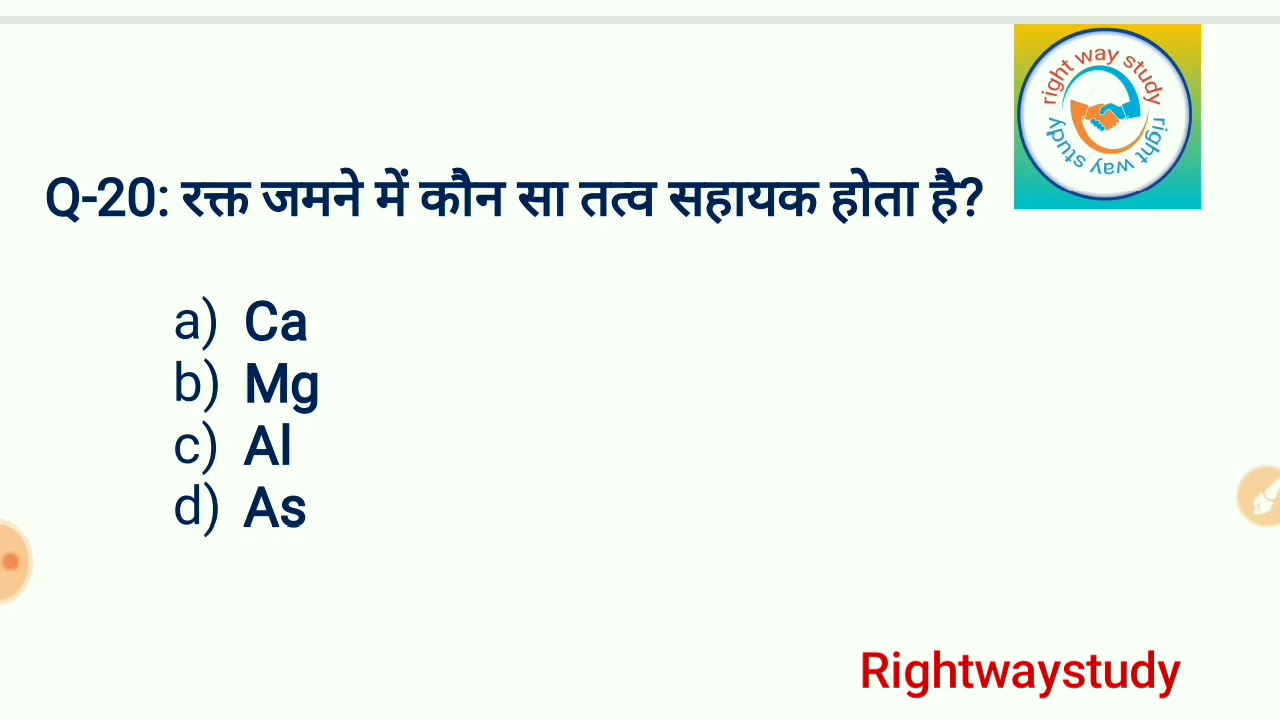 right way study
right way study
Q-20: रक्त जमने में कौन सा तत्व सहायक होता है?
a) Ca
b) Mg
c) Al
d) As
Rightwaystudy